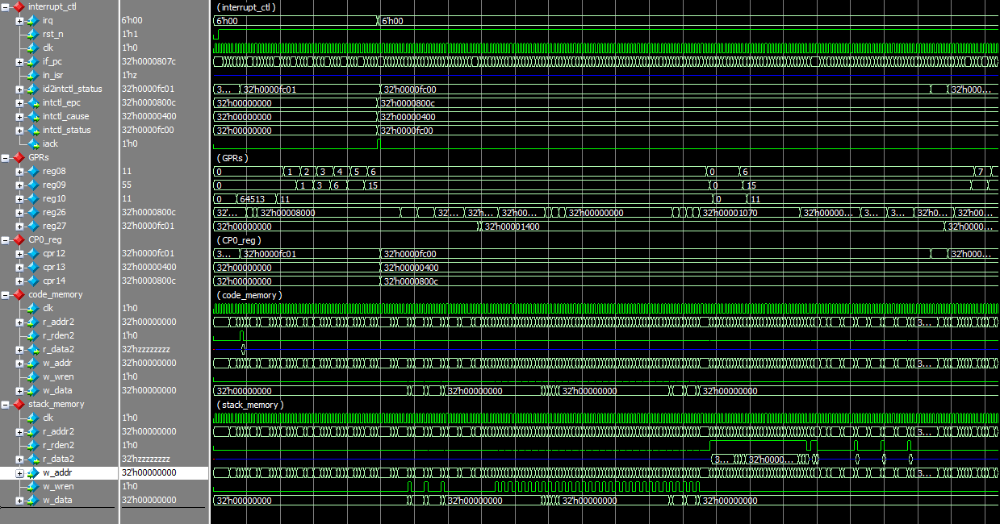 interrupt_ctl ( interrupt_ctl )
irq 6'h00 6'h00 6'h00
rst_n 1'h1
clk 1'h0
if_pc 32'h0000807c
in_isr 1'hz
id2intctl_status 32'h0000fc01 3... 32'h0000fc01 32'h0000fc00 32'h000...
intctl_epc 32'h0000800c 32'h00000000 32'h0000800c
intctl_cause 32'h00000400 32'h00000000 32'h00000400
intctl_status 32'h0000fc00 32'h00000000 32'h0000fc00
iack 1'h0
GPRs ( GPRs )
reg08 11 0 1 2 3 4 5 6 0 6 7
reg09 55 0 1 3 6 15 0 15
reg10 11 0 64513 11 0 11
reg26 32'h0000800c 32'... 32'h00008000 32'... 32'h... 32'h00... 32'h00000000 32'h00001070 32'h00000... 3... 3... 32'h0... 32'h00...
reg27 32'h0000fc01 32'h00000000 32'h00001400 32'h0000...
CP0_reg ( CP0_reg )
cpr12 32'h0000fc01 3... 32'h0000fc01 32'h0000fc00 32'h000...
cpr13 32'h00000400 32'h00000000 32'h00000400
cpr14 32'h0000800c 32'h00000000 32'h0000800c
code_memory ( code_memory )
clk 1'h0
r_addr2 32'h00000000 3...
r_rden2 1'h0
r_data2 32'hzzzzzzzz
w_addr 32'h00000000 3...
w_wren 1'h0
w_data 32'h00000000 32'h00000000 32'h00000000 32'h00000000 32'h00000000
stack_memory ( stack_memory )
clk 1'h0
r_addr2 32'h00000000 3...
r_rden2 1'h0
r_data2 32'hzzzzzzzz 3... 32'h0000...
w_addr 32'h00000000 3...
w_wren 1'h0
w_data 32'h00000000 32'h00000000 32'h00000000 32'h00000000 32'h00000000